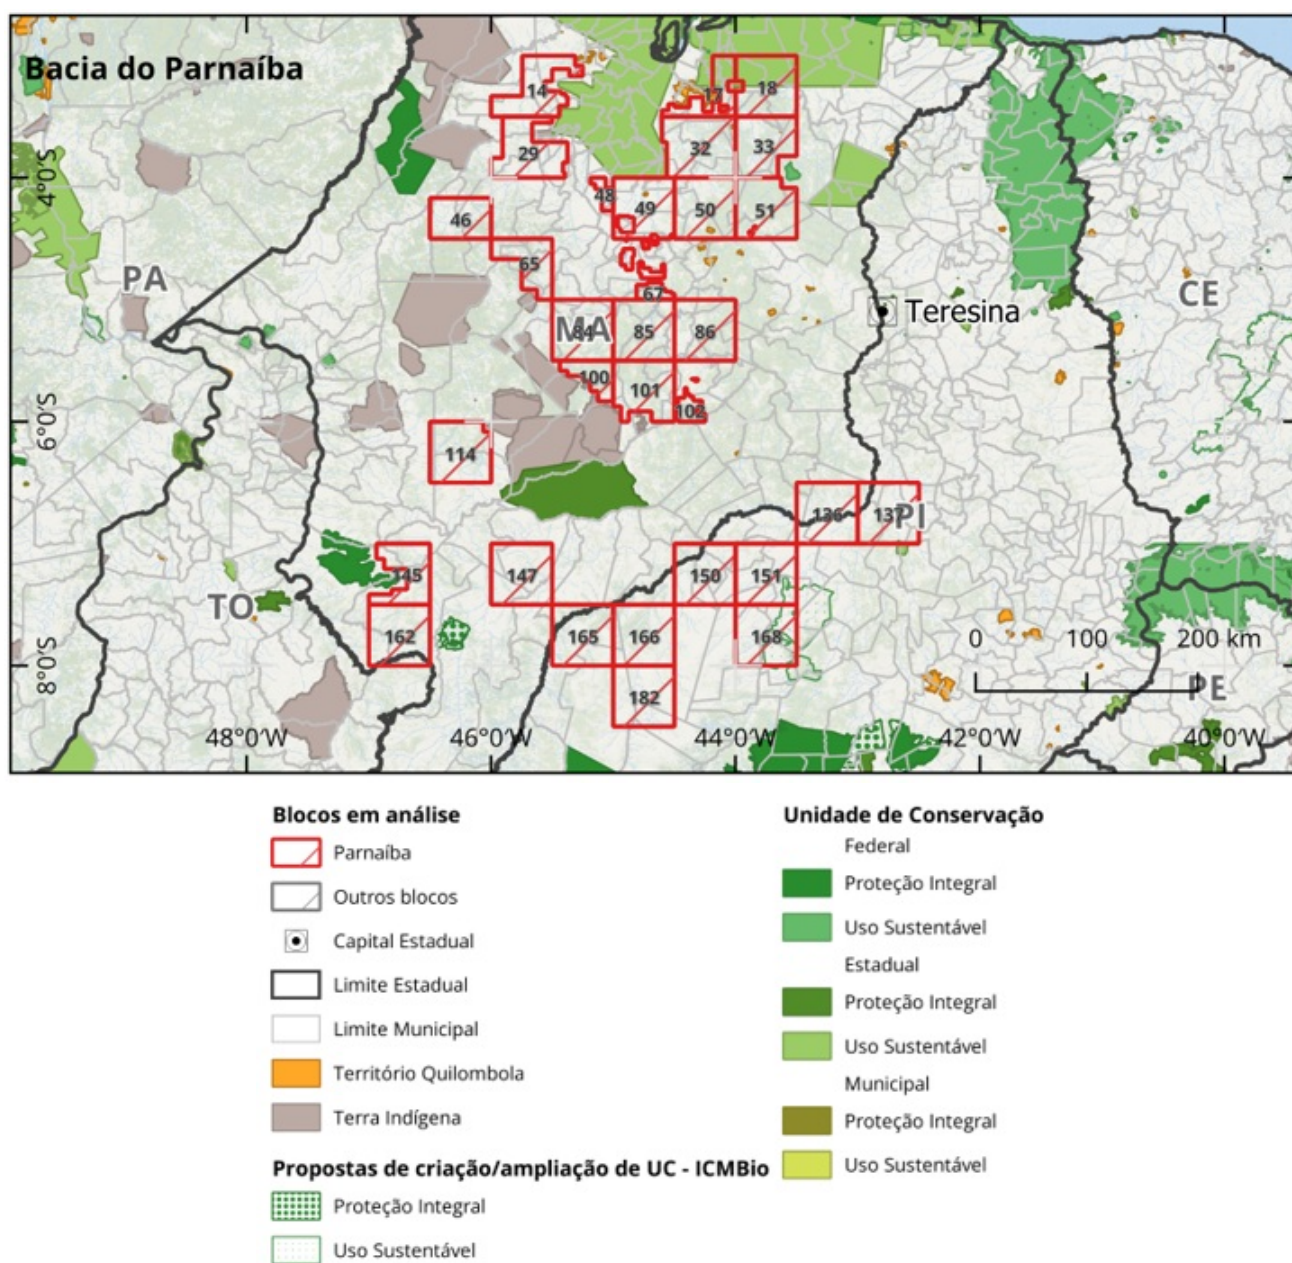 Bacia do Parnaíba
14
17
18
29
32
33
4°0'S
48
49
50
51
46
65
PA
67
CE
Teresina
MA
84
85
86
100
101
102
6°0'S
114
136
137
PI
145
147
150
151
TO
162
165
166
168
0 100 200 km
8°0'S
182
PE
48°0'W 46°0'W 44°0'W 42°0'W 40°0'W
Blocos em análise
Parnaíba
Outros blocos
Capital Estadual
Limite Estadual
Limite Municipal
Território Quilombola
Terra Indígena
Propostas de criação/ampliação de UC - ICMBio
Proteção Integral
Uso Sustentável
Unidade de Conservação
Federal
Proteção Integral
Uso Sustentável
Estadual
Proteção Integral
Uso Sustentável
Municipal
Proteção Integral
Uso Sustentável